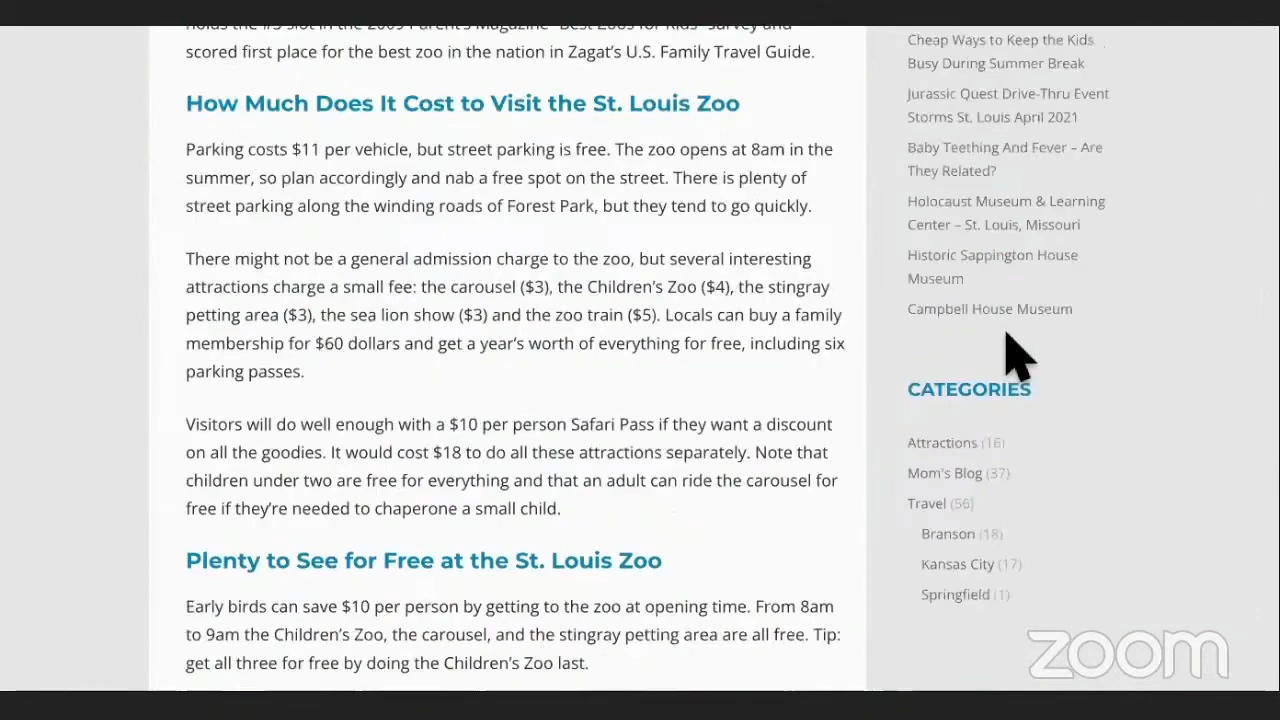 holds the #3 slot in the 2009 Parent's Magazine "Best Zoos for Kids" survey and
scored first place for the best zoo in the nation in Zagat's U.S. Family Travel Guide.
How Much Does It Cost to Visit the St. Louis Zoo
Parking costs $11 per vehicle, but street parking is free. The zoo opens at 8am in the
summer, so plan accordingly and nab a free spot on the street. There is plenty of
street parking along the winding roads of Forest Park, but they tend to go quickly.
There might not be a general admission charge to the zoo, but several interesting
attractions charge a small fee: the carousel ($3), the Children's Zoo ($4), the stingray
petting area ($3), the sea lion show ($3) and the zoo train ($5). Locals can buy a family
membership for $60 dollars and get a year's worth of everything for free, including six
parking passes.
Visitors will do well enough with a $10 per person Safari Pass if they want a discount
on all the goodies. It would cost $18 to do all these attractions separately. Note that
children under two are free for everything and that an adult can ride the carousel for
free if they're needed to chaperone a small child.
Plenty to See for Free at the St. Louis Zoo
Early birds can save $10 per person by getting to the zoo at opening time. From 8am
to 9am the Children's Zoo, the carousel, and the stingray petting area are all free. Tip:
get all three for free by doing the Children's Zoo last.
Cheap Ways to Keep the Kids
Busy During Summer Break
Jurassic Quest Drive-Thru Event
Storms St. Louis April 2021
Baby Teething And Fever – Are
They Related?
Holocaust Museum & Learning
Center – St. Louis, Missouri
Historic Sappington House
Museum
Campbell House Museum
CATEGORIES
Attractions (16)
Mom's Blog (37)
Travel (56)
Branson (18)
Kansas City (17)
Springfield (1)
zoom